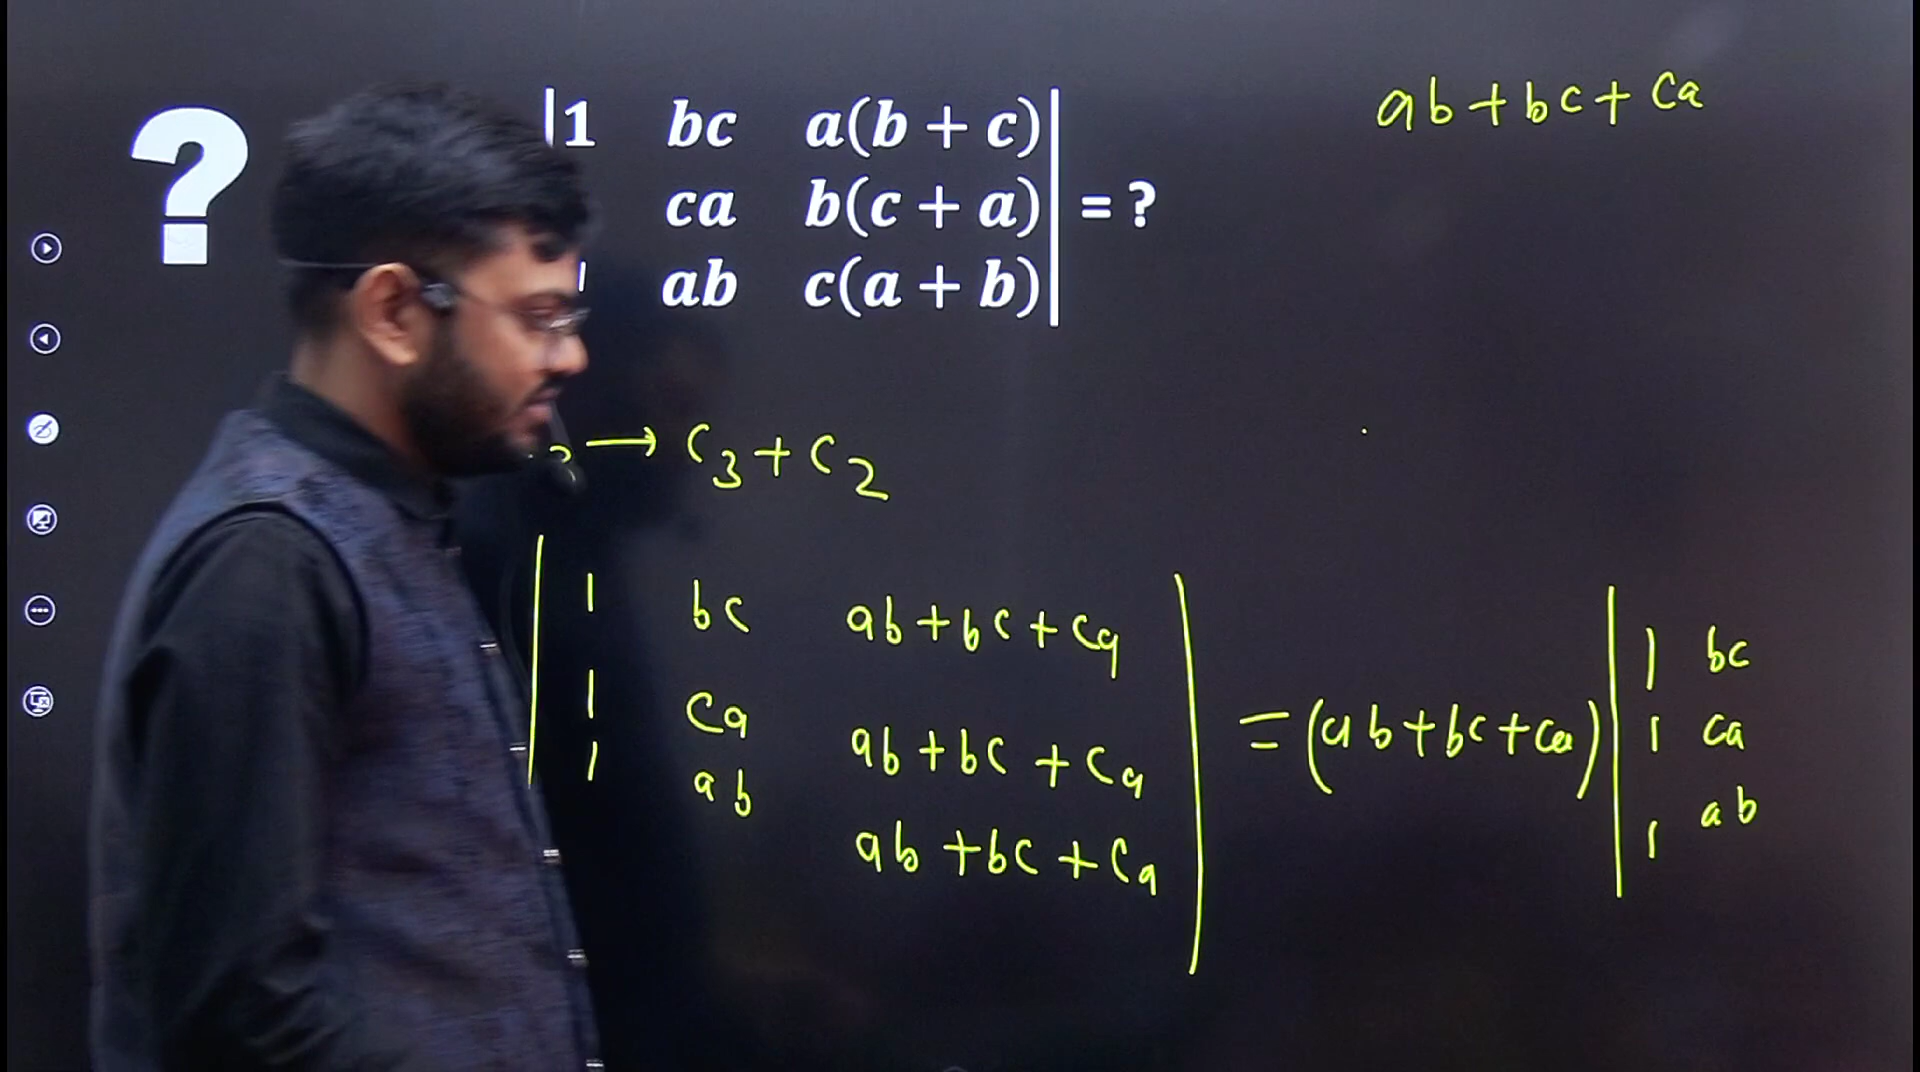 ?
|1 bc a(b + c)|
ca b(c + a) = ?
ab c(a + b)|
ab+bc+ca
→ C3+C2
| 1 bc ab+bc+ca |
1 ca ab+bc+ca
1 ab ab+bc+ca
= (ab+bc+ca) | 1 bc
1 ca
1 ab